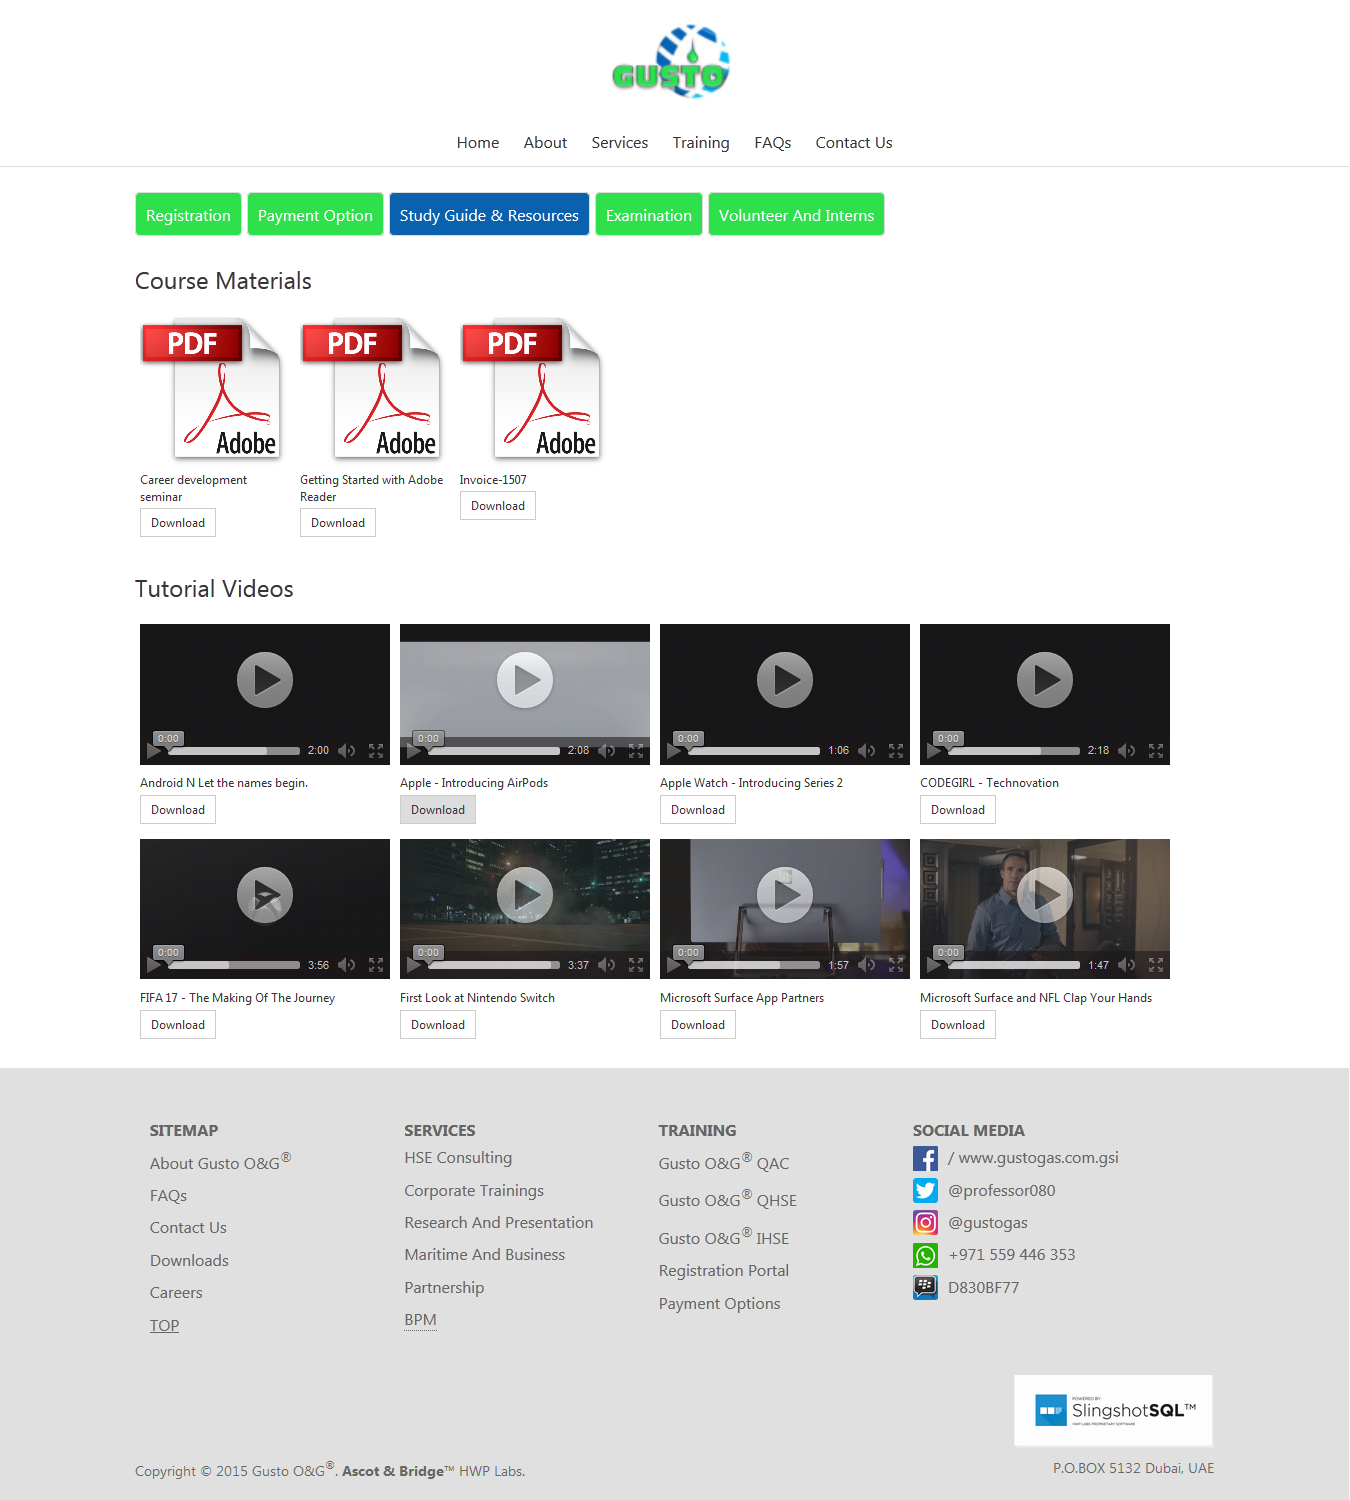 GUSTO
Home About Services Training FAQs Contact Us
Registration Payment Option Study Guide & Resources Examination Volunteer And Interns
Course Materials
PDF PDF PDF
Adobe Adobe Adobe
Career development seminar
Download
Getting Started with Adobe Reader
Download
Invoice-1507
Download
Tutorial Videos
0:00 2:00
Android N Let the names begin.
Download
0:00 2:08
Apple - Introducing AirPods
Download
0:00 1:06
Apple Watch - Introducing Series 2
Download
0:00 2:18
CODEGIRL - Technovation
Download
0:00 3:56
FIFA 17 - The Making Of The Journey
Download
0:00 3:37
First Look at Nintendo Switch
Download
0:00 1:57
Microsoft Surface App Partners
Download
0:00 1:47
Microsoft Surface and NFL Clap Your Hands
Download
SITEMAP
About Gusto O&G®
FAQs
Contact Us
Downloads
Careers
TOP
SERVICES
HSE Consulting
Corporate Trainings
Research And Presentation
Maritime And Business
Partnership
BPM
TRAINING
Gusto O&G® QAC
Gusto O&G® QHSE
Gusto O&G® IHSE
Registration Portal
Payment Options
SOCIAL MEDIA
/ www.gustogas.com.gsi
@professor080
@gustogas
+971 559 446 353
D830BF77
POWERED BY
SlingshotSQL™
HWP LABS PROPRIETARY SOFTWARE
Copyright © 2015 Gusto O&G®. Ascot & Bridge™ HWP Labs.
P.O.BOX 5132 Dubai, UAE